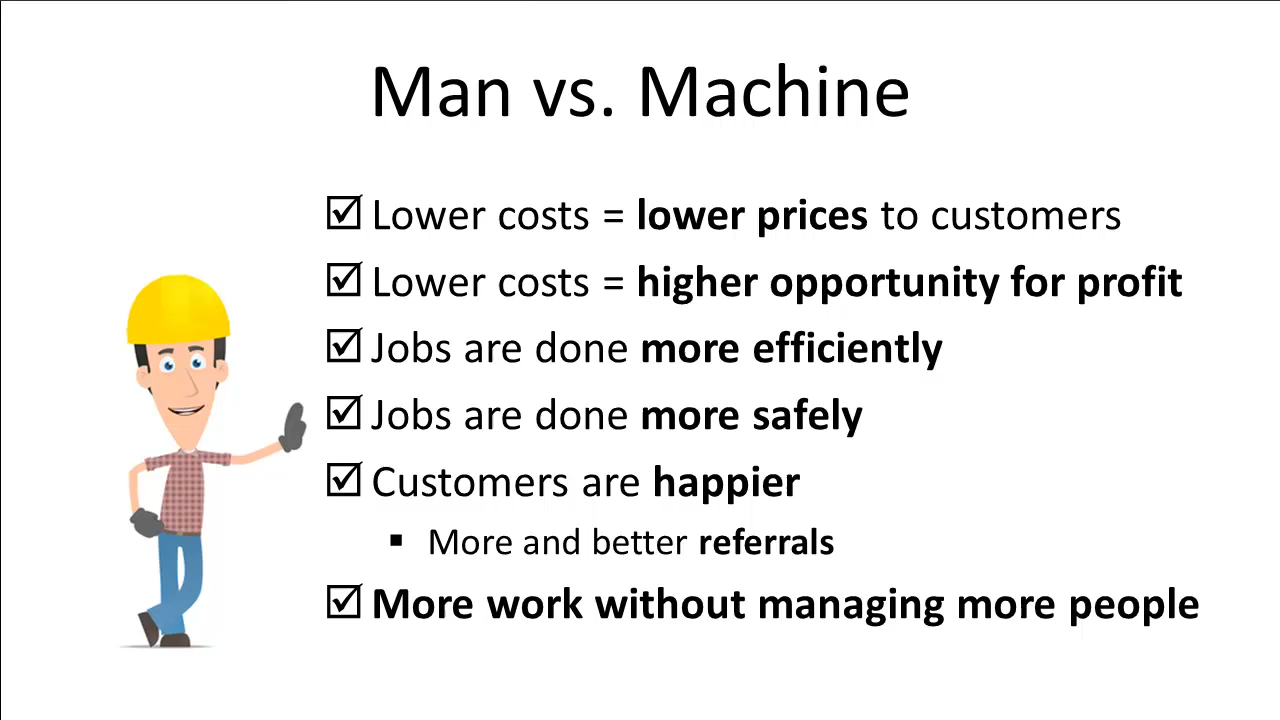 Man vs. Machine
Lower costs = lower prices to customers
Lower costs = higher opportunity for profit
Jobs are done more efficiently
Jobs are done more safely
Customers are happier
More and better referrals
More work without managing more people